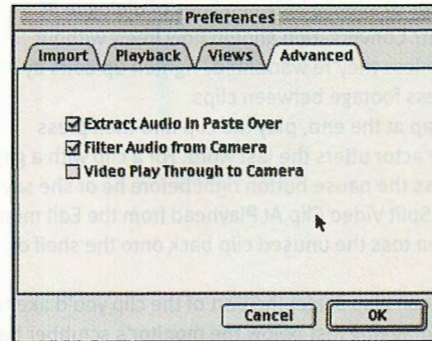 Preferences
Import Playback Views Advanced
Extract Audio in Paste Over
Filter Audio from Camera
Video Play Through to Camera
Cancel OK